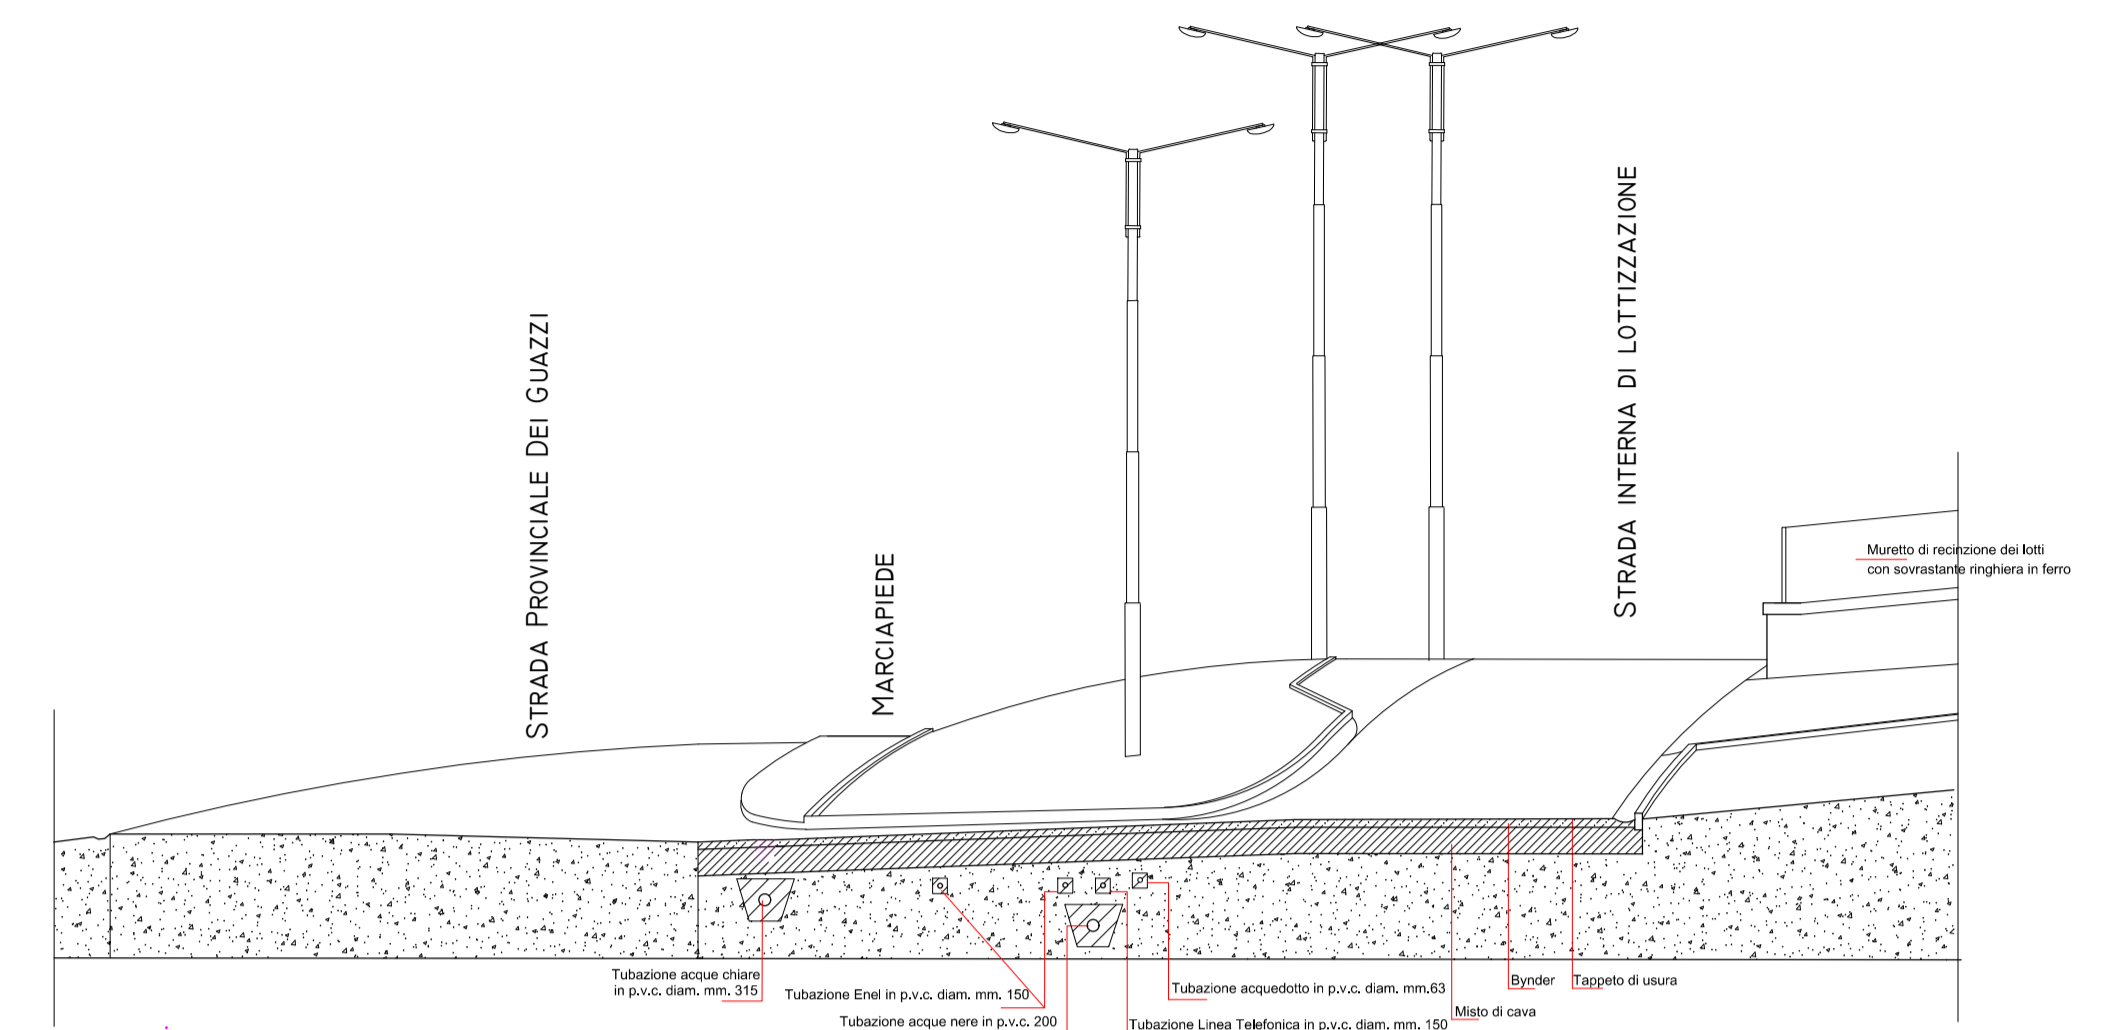 STRADA PROVINCIALE DEI GUAZZI
MARCIAPIEDE
STRADA INTERNA DI LOTTIZZAZIONE
Muretto di recinzione dei lotti
con sovrastante ringhiera in ferro
Tubazione acque chiare
in p.v.c. diam. mm. 315
Tubazione Enel in p.v.c. diam. mm. 150
Tubazione acque nere in p.v.c. 200
Tubazione acquedotto in p.v.c. diam. mm.63
Tubazione Linea Telefonica in p.v.c. diam. mm. 150
Misto di cava
Bynder
Tappeto di usura